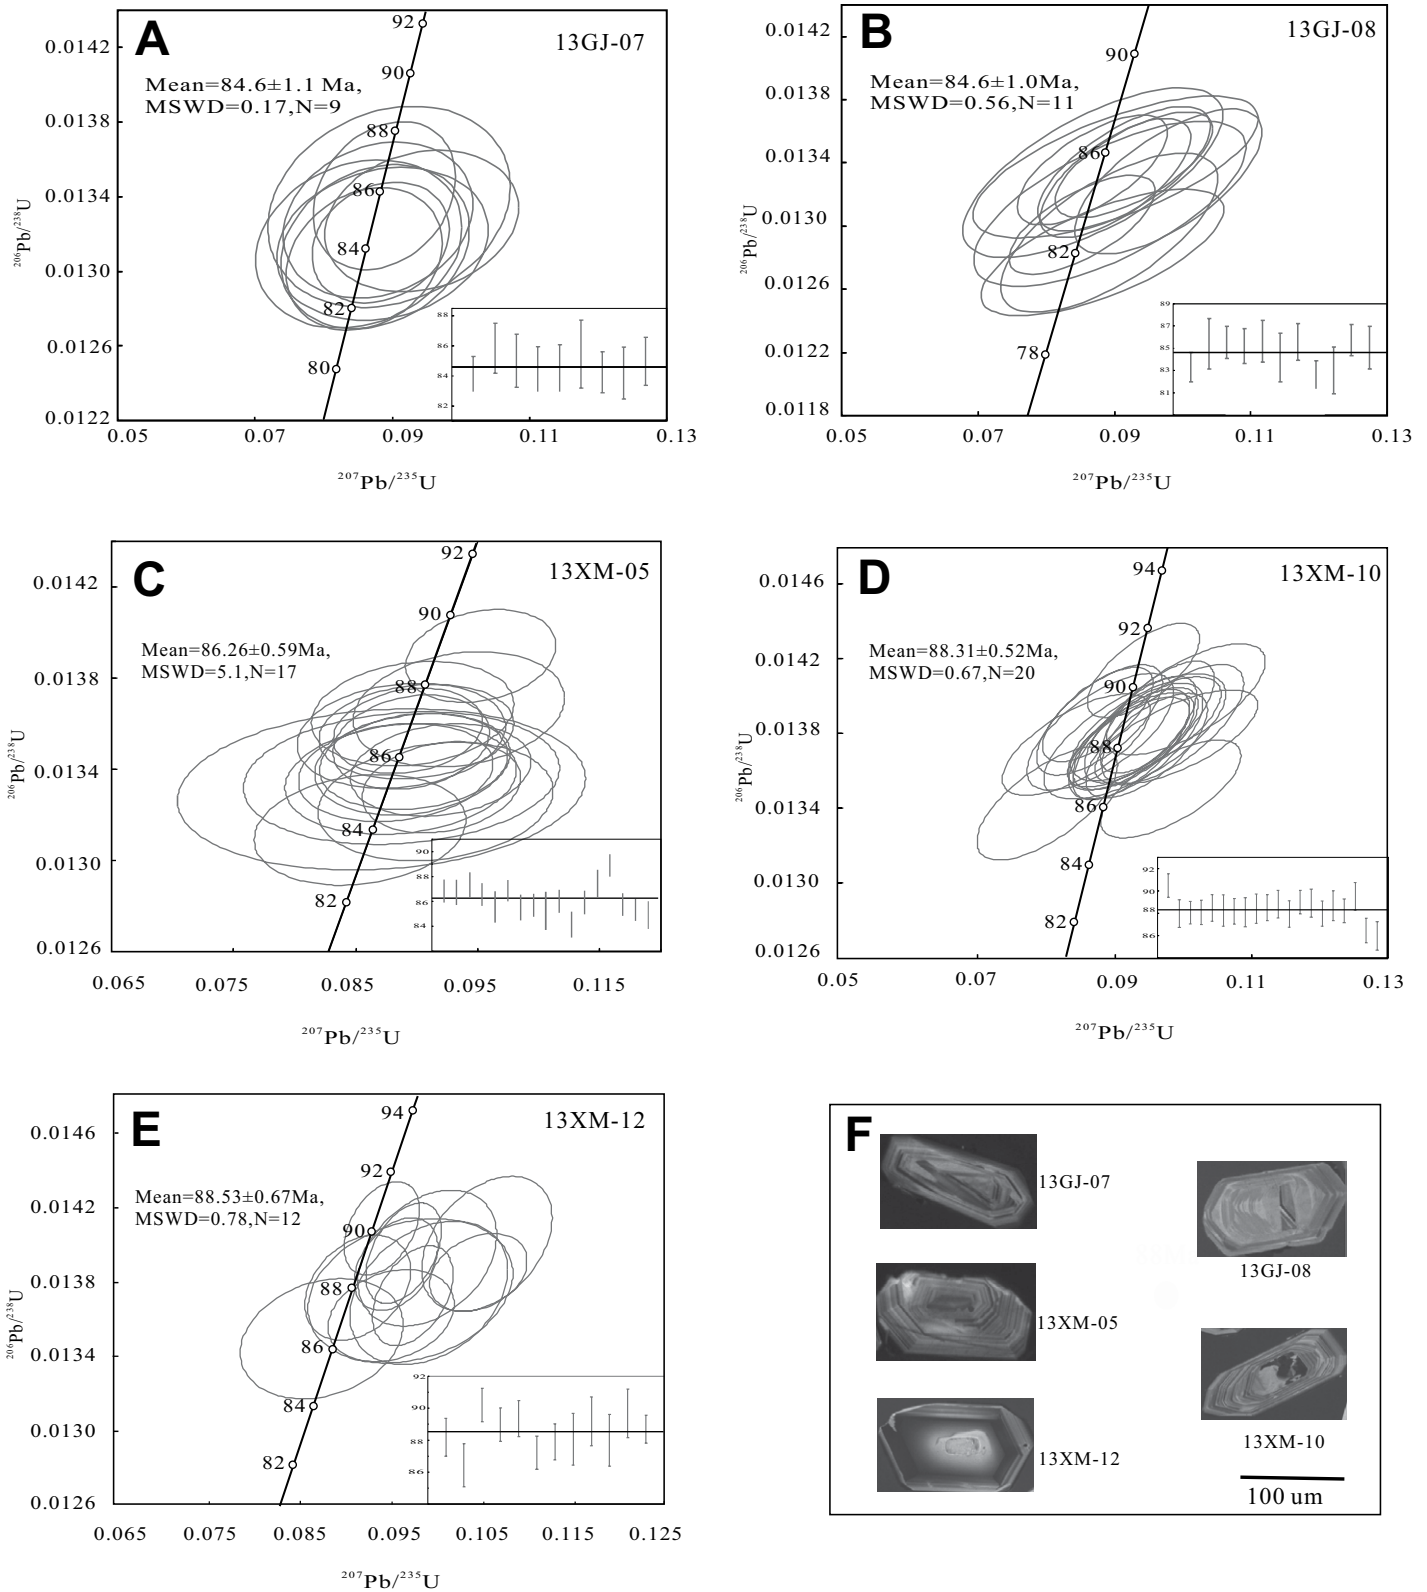 A
13GJ-07
Mean=84.6±1.1 Ma,
MSWD=0.17,N=9
0.0142
0.0138
0.0134
0.0130
0.0126
0.0122
92
90
88
86
84
82
80
88
86
84
82
0.05 0.07 0.09 0.11 0.13
206Pb/238U
207Pb/235U
B
13GJ-08
Mean=84.6±1.0Ma,
MSWD=0.56,N=11
0.0142
0.0138
0.0134
0.0130
0.0126
0.0122
0.0118
90
86
82
78
89
87
85
83
81
0.05 0.07 0.09 0.11 0.13
206Pb/238U
207Pb/235U
C
13XM-05
Mean=86.26±0.59Ma,
MSWD=5.1,N=17
0.0142
0.0138
0.0134
0.0130
0.0126
92
90
88
86
84
82
90
88
86
84
0.065 0.075 0.085 0.095 0.115
206Pb/238U
207Pb/235U
D
13XM-10
Mean=88.31±0.52Ma,
MSWD=0.67,N=20
0.0146
0.0142
0.0138
0.0134
0.0130
0.0126
94
92
90
88
86
84
82
92
90
88
86
0.05 0.07 0.09 0.11 0.13
206Pb/238U
207Pb/235U
E
13XM-12
Mean=88.53±0.67Ma,
MSWD=0.78,N=12
0.0146
0.0142
0.0138
0.0134
0.0130
0.0126
94
92
90
88
86
84
82
92
90
88
86
0.065 0.075 0.085 0.095 0.105 0.115 0.125
206Pb/238U
207Pb/235U
F
13GJ-07
13GJ-08
13XM-05
13XM-10
13XM-12
100 um